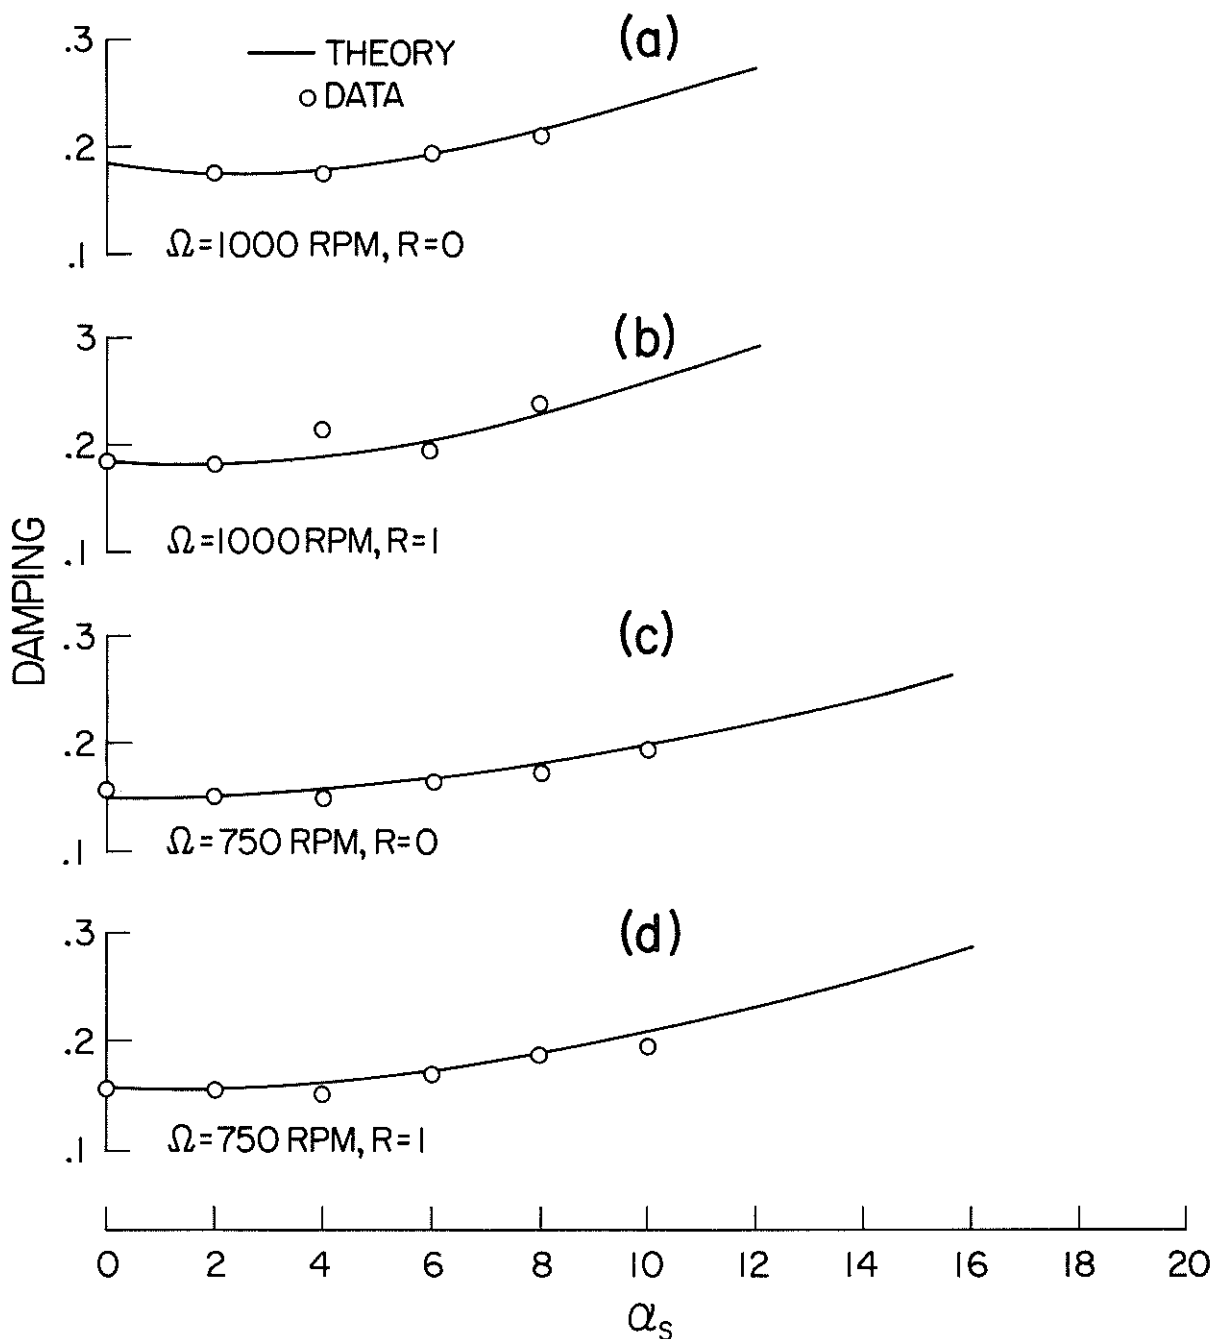 .3
— THEORY
(a)
○ DATA
.2
.1
Ω=1000 RPM, R=0
3
(b)
.2
.1
Ω=1000 RPM, R=1
DAMPING
.3
(c)
.2
.1
Ω=750 RPM, R=0
.3
(d)
.2
.1
Ω=750 RPM, R=1
0 2 4 6 8 10 12 14 16 18 20
αs